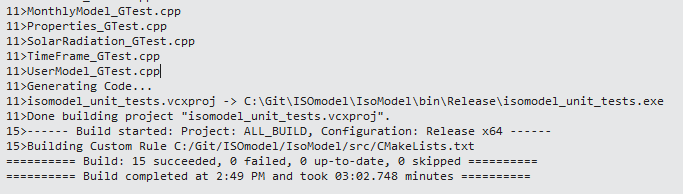 11>MonthlyModel_GTest.cpp
11>Properties_GTest.cpp
11>SolarRadiation_GTest.cpp
11>TimeFrame_GTest.cpp
11>UserModel_GTest.cpp
11>Generating Code...
11>isomodel_unit_tests.vcxproj -> C:\Git\ISOmodel\IsoModel\bin\Release\isomodel_unit_tests.exe
11>Done building project "isomodel_unit_tests.vcxproj".
15>------ Build started: Project: ALL_BUILD, Configuration: Release x64 ------
15>Building Custom Rule C:/Git/ISOmodel/IsoModel/src/CMakeLists.txt
========== Build: 15 succeeded, 0 failed, 0 up-to-date, 0 skipped ==========
========== Build completed at 2:49 PM and took 03:02.748 minutes ==========